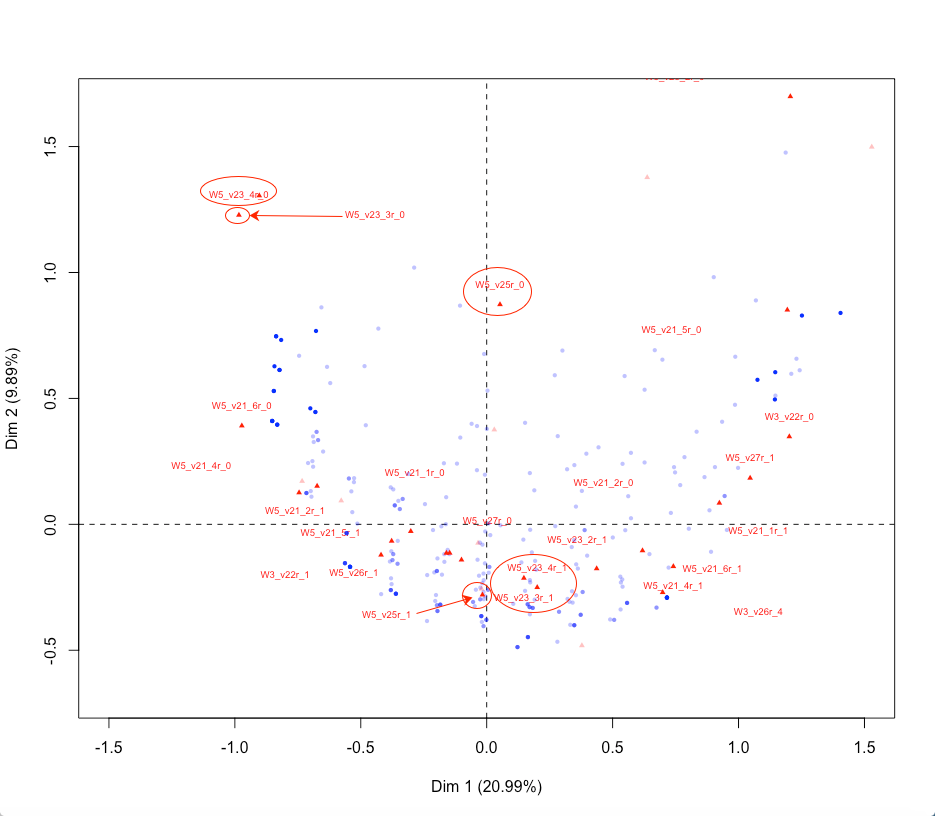 1.5
W5_v23_4r_0
W5_v23_3r_0
1.0
W5_v25r_0
W5_v21_5r_0
Dim 2 (9.89%)
0.5
W5_v21_6r_0
W3_v22r_0
W5_v27r_1
W5_v21_4r_0
W5_v21_1r_0
W5_v21_2r_0
W5_v21_2r_1
0.0
W5_v27r_0
W5_v21_5r_1
W5_v23_2r_1
W5_v21_1r_1
W3_v22r_1
W5_v26r_1
W5_v23_4r_1
W5_v21_6r_1
W5_v21_4r_1
W5_v23_3r_1
W5_v25r_1
W3_v26r_4
-0.5
-1.5
-1.0
-0.5
0.0
0.5
1.0
1.5
Dim 1 (20.99%)